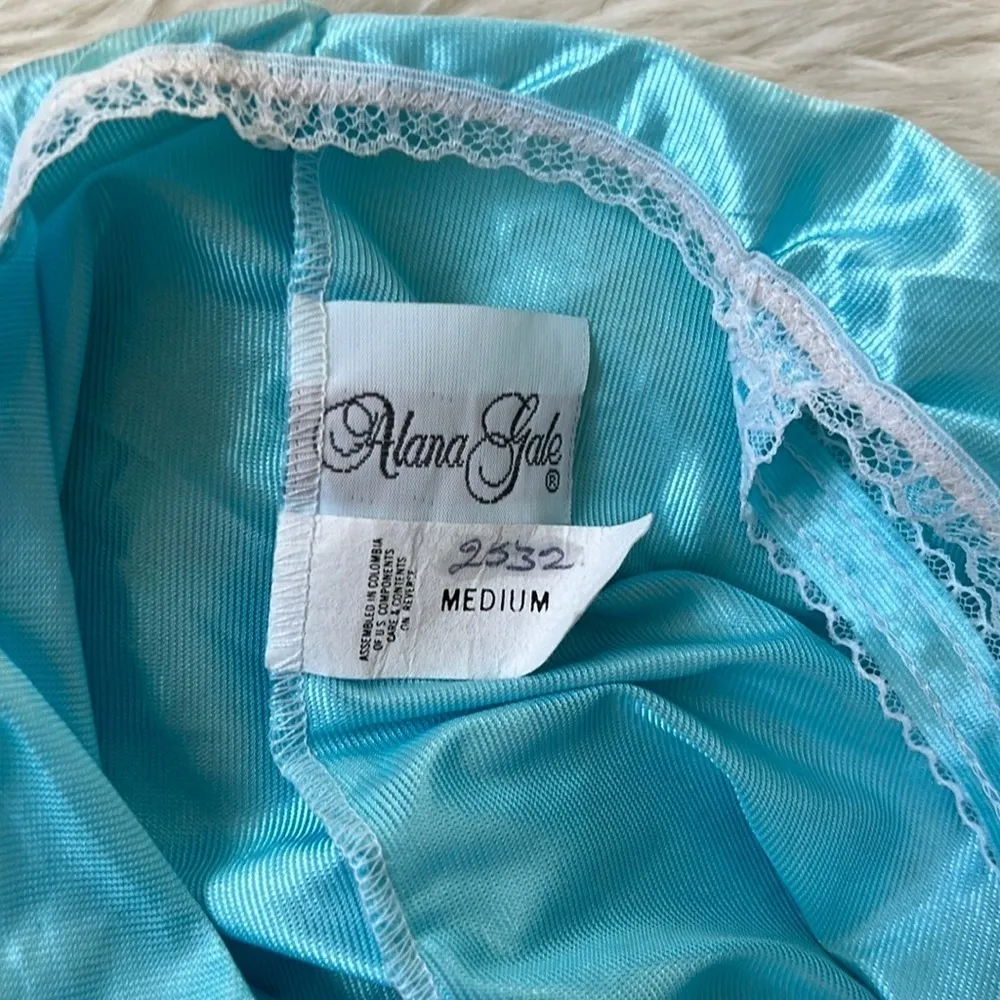 Alana Gale ®
2532
MEDIUM
ASSEMBLED IN COLOMBIA
OF U S COMPONENTS
CARE & CONTENTS
ON REVERSE